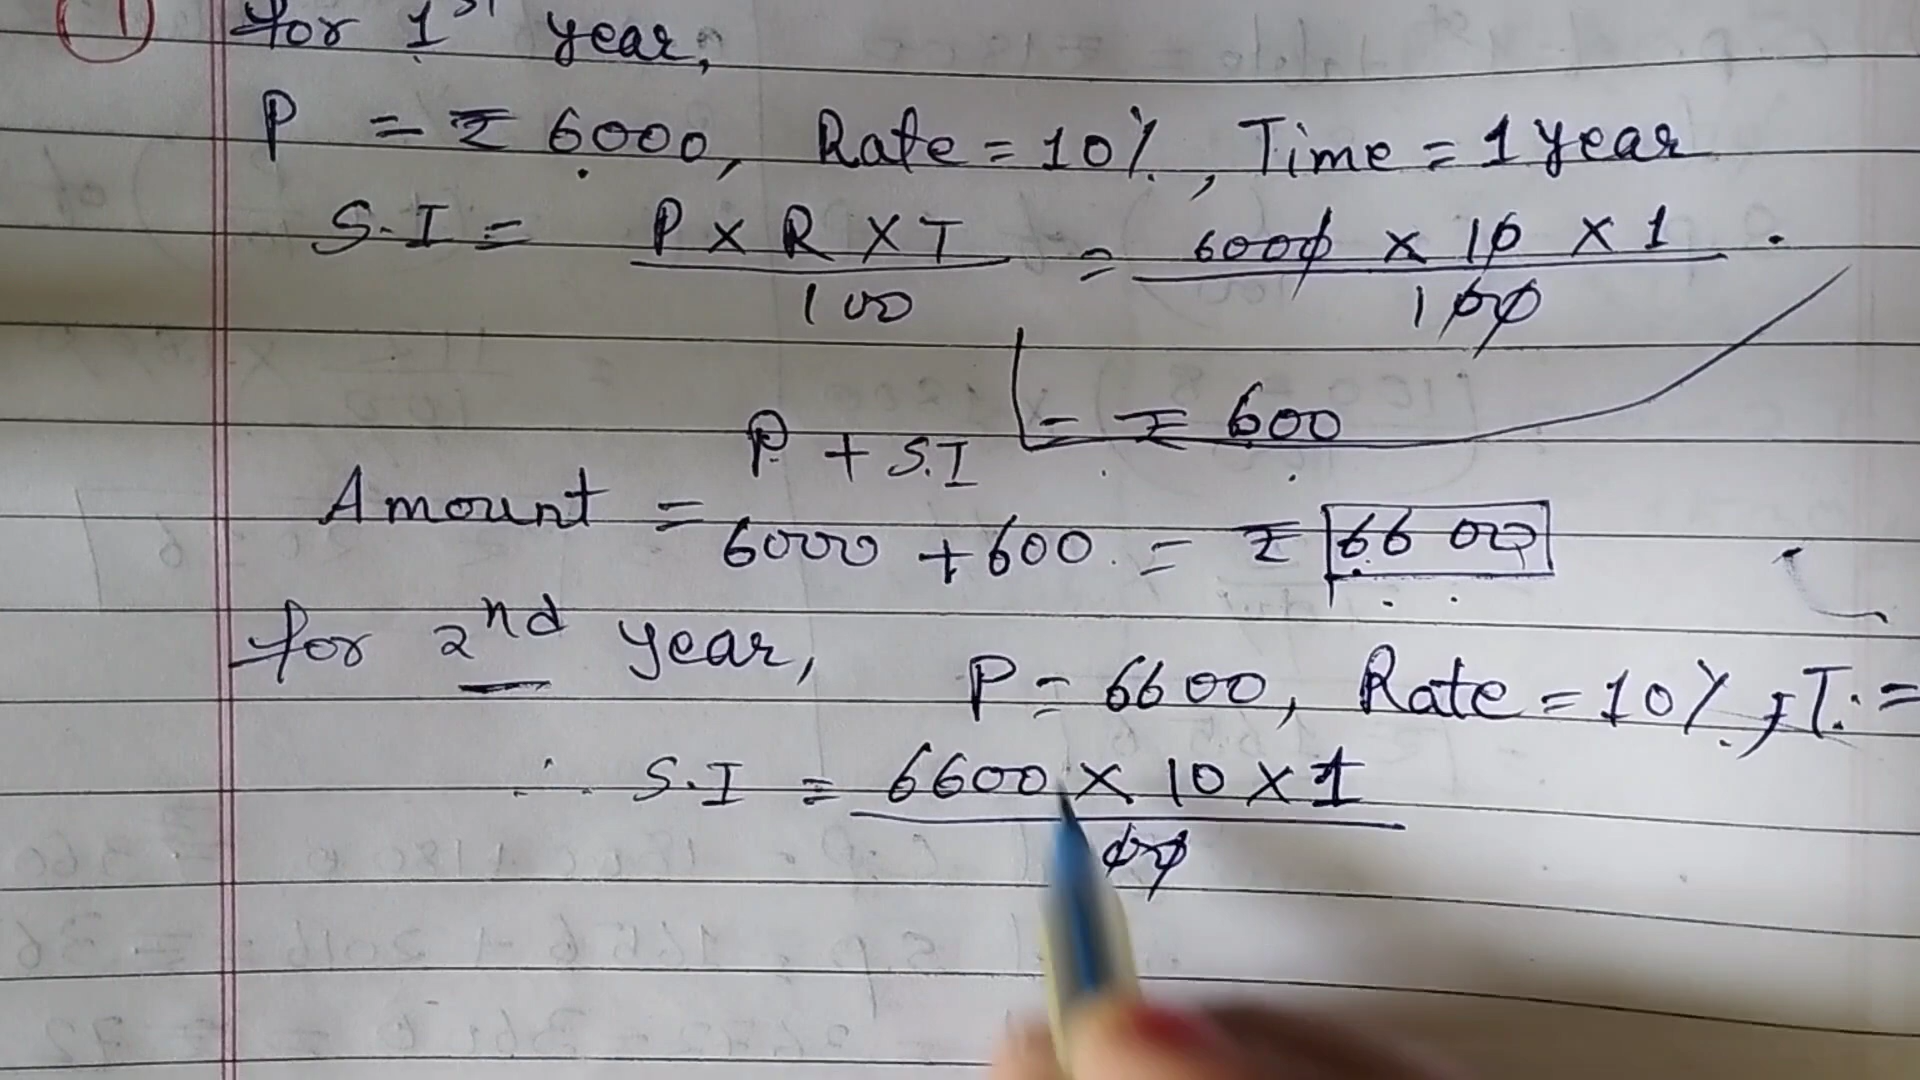 1 for 1st year,
P = ₹ 6000, Rate = 10%, Time = 1 year
S.I = P × R × T / 100 = 6000 × 10 × 1 / 100
= ₹ 600
P + S.I
Amount = 6000 + 600 = ₹ 6600
for 2nd year, P = 6600, Rate = 10%, T. =
∴ S.I = 6600 × 10 × 1
00